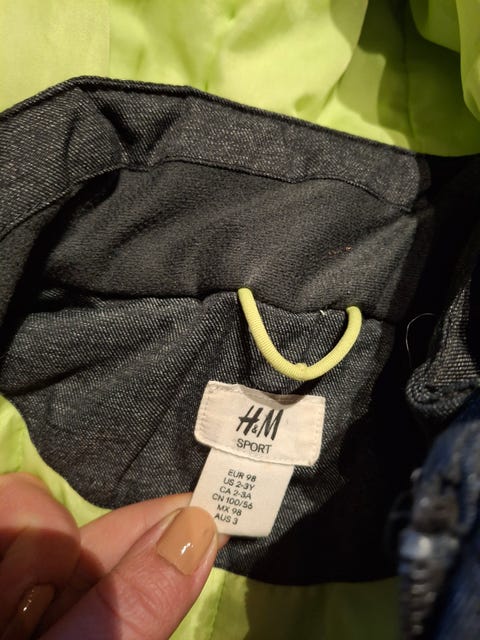 H&M
SPORT
EUR 98
US 2-3Y
CA 2-3A
CN 100/56
MX 98
AUS 3